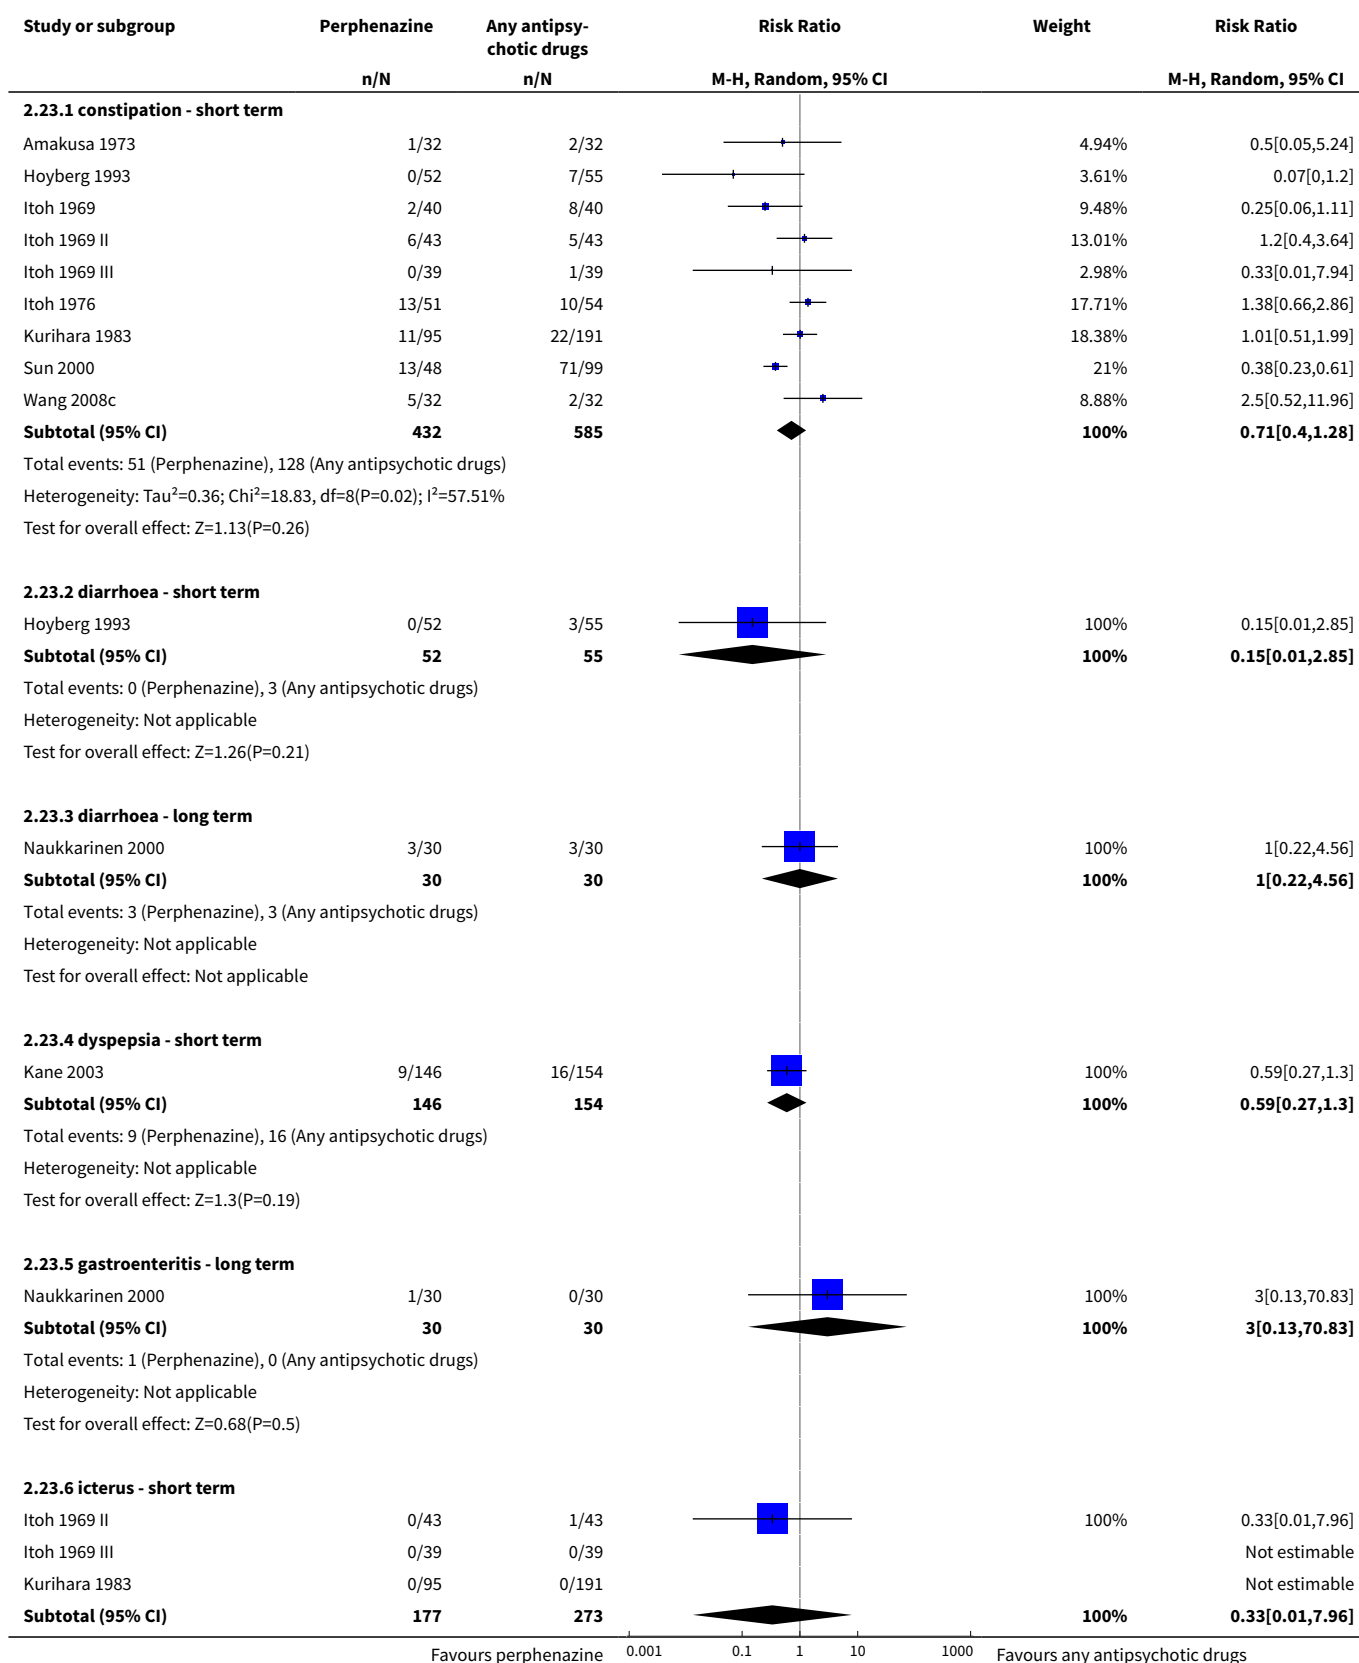 Study or subgroup Perphenazine Any antipsy- Risk Ratio Weight Risk Ratio
chotic drugs
n/N n/N M-H, Random, 95% CI M-H, Random, 95% CI
2.23.1 constipation - short term
Amakusa 1973 1/32 2/32 4.94% 0.5[0.05,5.24]
Hoyberg 1993 0/52 7/55 3.61% 0.07[0,1.2]
Itoh 1969 2/40 8/40 9.48% 0.25[0.06,1.11]
Itoh 1969 II 6/43 5/43 13.01% 1.2[0.4,3.64]
Itoh 1969 III 0/39 1/39 2.98% 0.33[0.01,7.94]
Itoh 1976 13/51 10/54 17.71% 1.38[0.66,2.86]
Kurihara 1983 11/95 22/191 18.38% 1.01[0.51,1.99]
Sun 2000 13/48 71/99 21% 0.38[0.23,0.61]
Wang 2008c 5/32 2/32 8.88% 2.5[0.52,11.96]
Subtotal (95% CI) 432 585 100% 0.71[0.4,1.28]
Total events: 51 (Perphenazine), 128 (Any antipsychotic drugs)
Heterogeneity: Tau²=0.36; Chi²=18.83, df=8(P=0.02); I²=57.51%
Test for overall effect: Z=1.13(P=0.26)
2.23.2 diarrhoea - short term
Hoyberg 1993 0/52 3/55 100% 0.15[0.01,2.85]
Subtotal (95% CI) 52 55 100% 0.15[0.01,2.85]
Total events: 0 (Perphenazine), 3 (Any antipsychotic drugs)
Heterogeneity: Not applicable
Test for overall effect: Z=1.26(P=0.21)
2.23.3 diarrhoea - long term
Naukkarinen 2000 3/30 3/30 100% 1[0.22,4.56]
Subtotal (95% CI) 30 30 100% 1[0.22,4.56]
Total events: 3 (Perphenazine), 3 (Any antipsychotic drugs)
Heterogeneity: Not applicable
Test for overall effect: Not applicable
2.23.4 dyspepsia - short term
Kane 2003 9/146 16/154 100% 0.59[0.27,1.3]
Subtotal (95% CI) 146 154 100% 0.59[0.27,1.3]
Total events: 9 (Perphenazine), 16 (Any antipsychotic drugs)
Heterogeneity: Not applicable
Test for overall effect: Z=1.3(P=0.19)
2.23.5 gastroenteritis - long term
Naukkarinen 2000 1/30 0/30 100% 3[0.13,70.83]
Subtotal (95% CI) 30 30 100% 3[0.13,70.83]
Total events: 1 (Perphenazine), 0 (Any antipsychotic drugs)
Heterogeneity: Not applicable
Test for overall effect: Z=0.68(P=0.5)
2.23.6 icterus - short term
Itoh 1969 II 0/43 1/43 100% 0.33[0.01,7.96]
Itoh 1969 III 0/39 0/39 Not estimable
Kurihara 1983 0/95 0/191 Not estimable
Subtotal (95% CI) 177 273 100% 0.33[0.01,7.96]
Favours perphenazine 0.001 0.1 1 10 1000 Favours any antipsychotic drugs